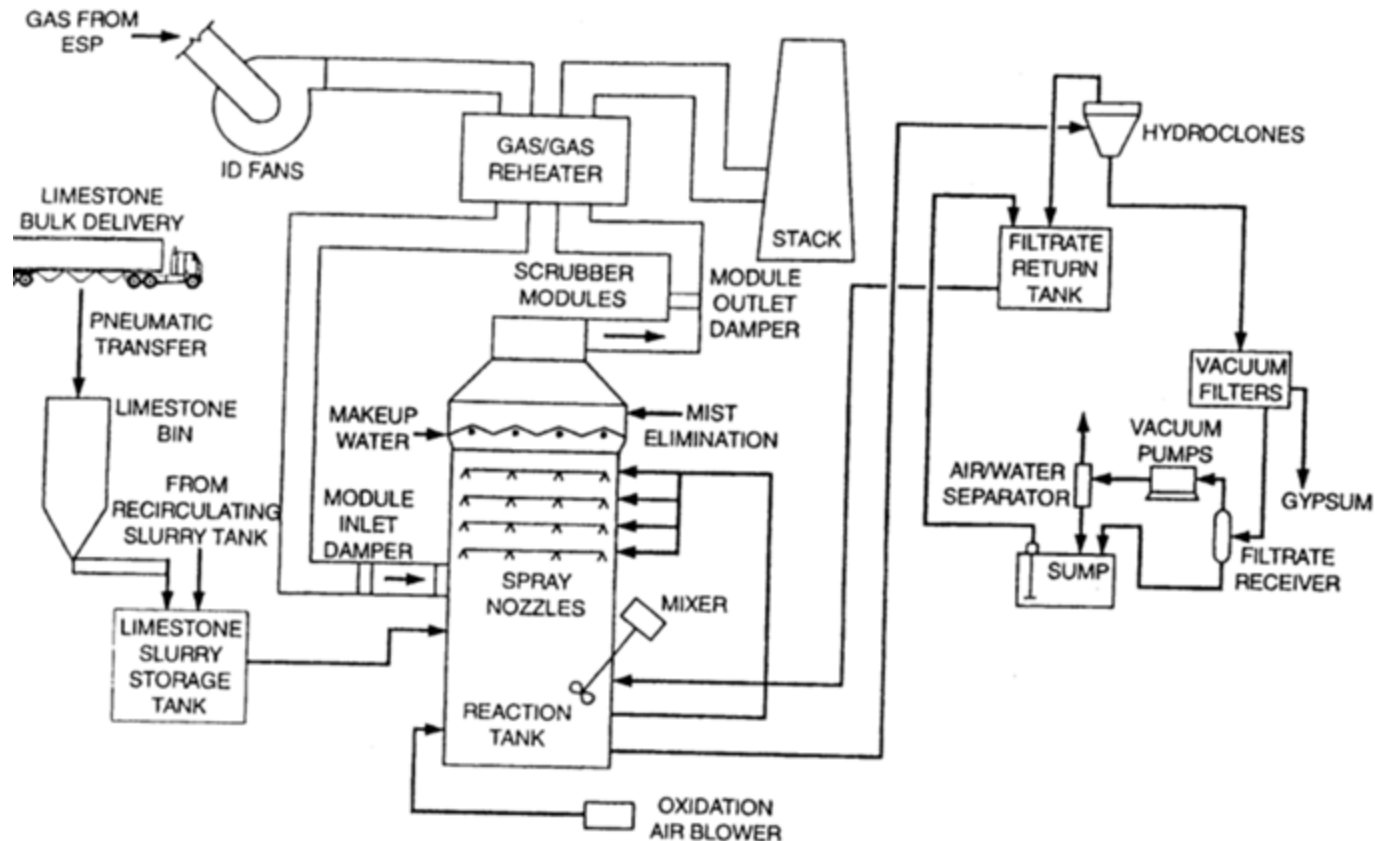 GAS FROM
ESP
ID FANS
GAS/GAS
REHEATER
STACK
HYDROCLONES
LIMESTONE
BULK DELIVERY
PNEUMATIC
TRANSFER
LIMESTONE
BIN
FROM
RECIRCULATING
SLURRY TANK
LIMESTONE
SLURRY
STORAGE
TANK
SCRUBBER
MODULES
MODULE
OUTLET
DAMPER
MAKEUP
WATER
MIST
ELIMINATION
MODULE
INLET
DAMPER
SPRAY
NOZZLES
MIXER
REACTION
TANK
OXIDATION
AIR BLOWER
FILTRATE
RETURN
TANK
VACUUM
FILTERS
VACUUM
PUMPS
AIR/WATER
SEPARATOR
GYPSUM
SUMP
FILTRATE
RECEIVER